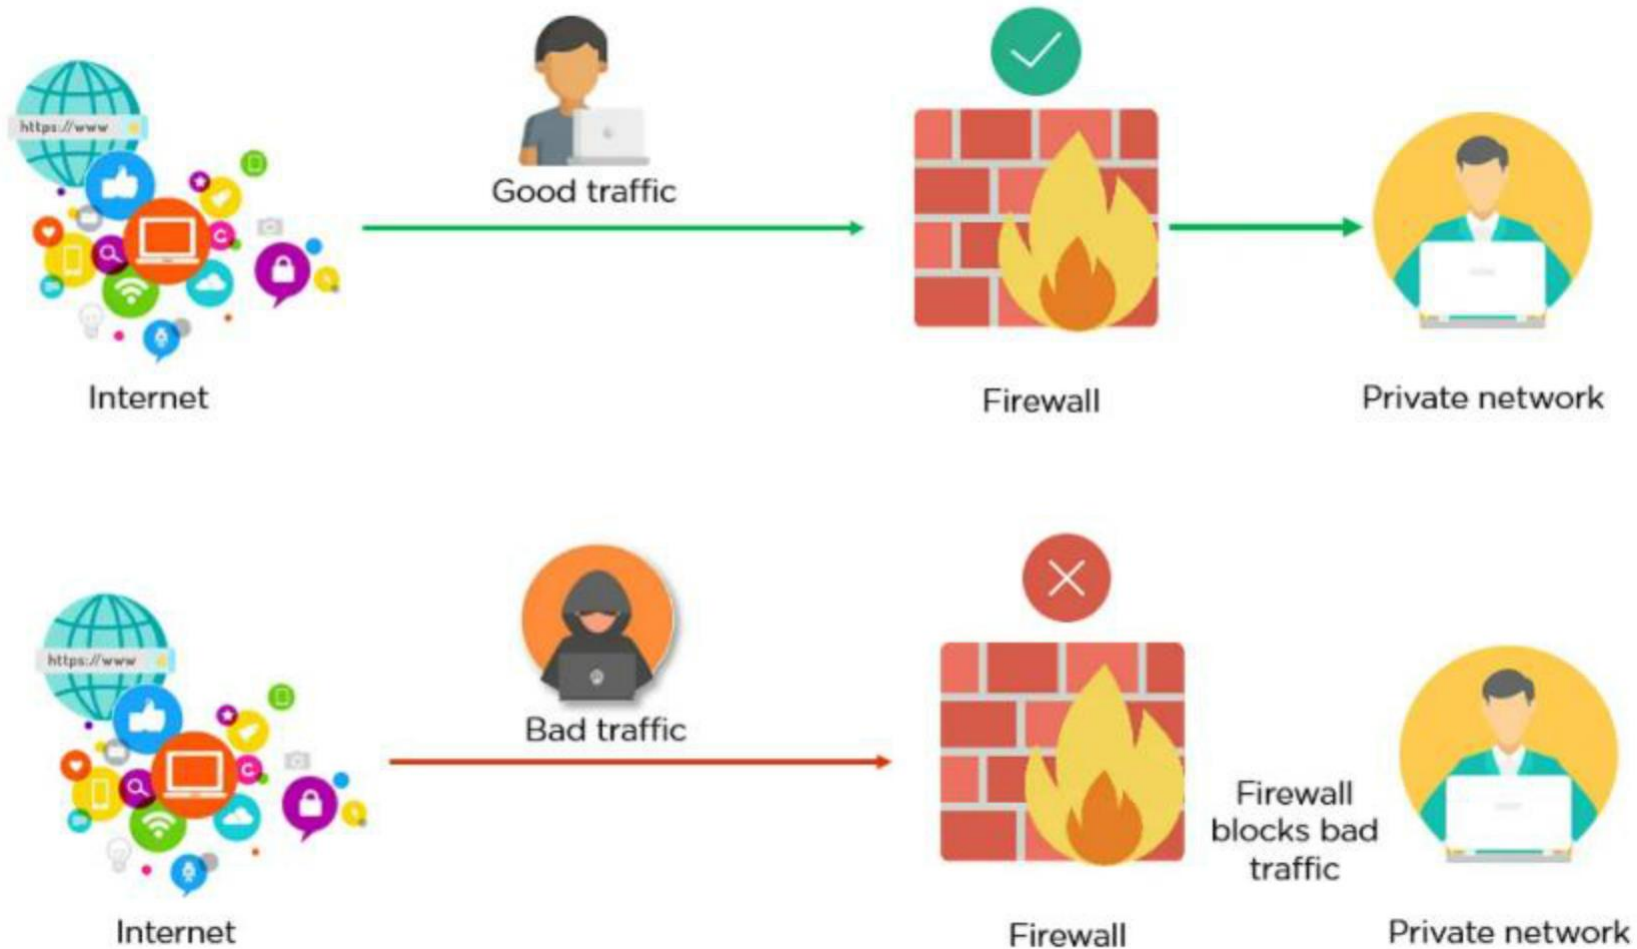 https://www
Good traffic
Internet
Firewall
Private network
https://www
Bad traffic
Firewall
blocks bad
traffic
Internet
Firewall
Private network